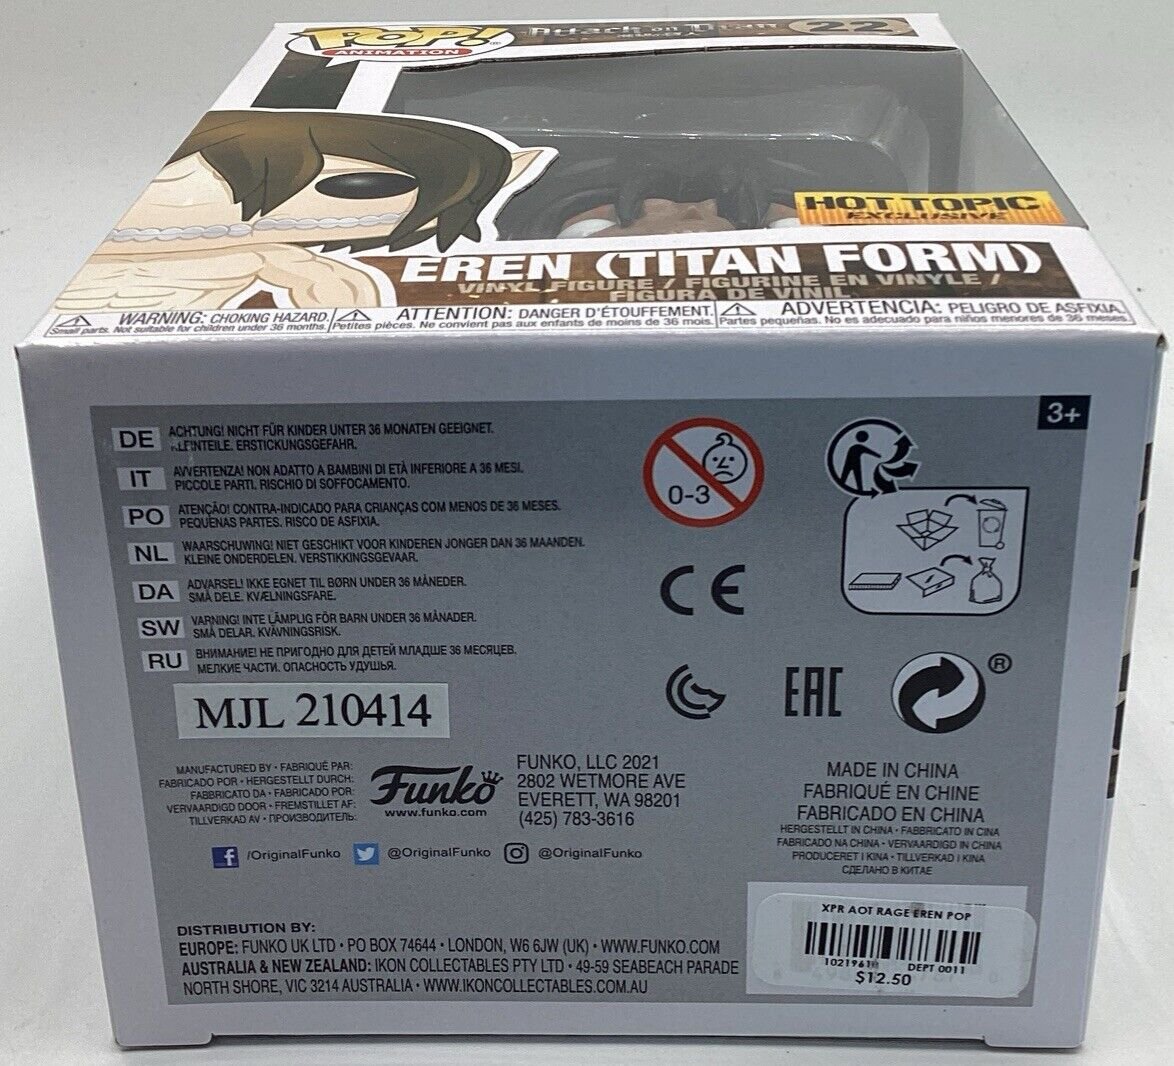 POP!®
ANIMATION
Attack on Titan
22
HOT TOPIC
EXCLUSIVE
EREN (TITAN FORM)
VINYL FIGURE / FIGURINE EN VINYLE /
FIGURA DE VINIL
WARNING: CHOKING HAZARD.
Small parts. Not suitable for children under 36 months.
ATTENTION: DANGER D'ÉTOUFFEMENT.
Petites pièces. Ne convient pas aux enfants de moins de 36 mois.
ADVERTENCIA: PELIGRO DE ASFIXIA.
Partes pequeñas. No es adecuado para niños menores de 36 meses.
3+
DE ACHTUNG! NICHT FÜR KINDER UNTER 36 MONATEN GEEIGNET.
KLEINTEILE. ERSTICKUNGSGEFAHR.
IT AVVERTENZA! NON ADATTO A BAMBINI DI ETÀ INFERIORE A 36 MESI.
PICCOLE PARTI. RISCHIO DI SOFFOCAMENTO.
PO ATENÇÃO! CONTRA-INDICADO PARA CRIANÇAS COM MENOS DE 36 MESES.
PEQUENAS PARTES. RISCO DE ASFIXIA.
NL WAARSCHUWING! NIET GESCHIKT VOOR KINDEREN JONGER DAN 36 MAANDEN.
KLEINE ONDERDELEN. VERSTIKKINGSGEVAAR.
DA ADVARSEL! IKKE EGNET TIL BØRN UNDER 36 MÅNEDER.
SMÅ DELE. KVÆLNINGSFARE.
SW VARNING! INTE LÄMPLIG FÖR BARN UNDER 36 MÅNADER.
SMÅ DELAR. KVÄVNINGSRISK.
RU ВНИМАНИЕ! НЕ ПРИГОДНО ДЛЯ ДЕТЕЙ МЛАДШЕ 36 МЕСЯЦЕВ.
МЕЛКИЕ ЧАСТИ. ОПАСНОСТЬ УДУШЬЯ.
0-3
CE
EAC
®
MJL 210414
MANUFACTURED BY • FABRIQUÉ PAR:
FABRICADO POR • HERGESTELLT DURCH:
FABBRICATO DA • FABRICADO POR:
VERVAARDIGD DOOR • FREMSTILLET AF:
TILLVERKAD AV • ПРОИЗВОДИТЕЛЬ:
Funko
www.funko.com
FUNKO, LLC 2021
2802 WETMORE AVE
EVERETT, WA 98201
(425) 783-3616
f /OriginalFunko @OriginalFunko @OriginalFunko
MADE IN CHINA
FABRIQUÉ EN CHINE
FABRICADO EN CHINA
HERGESTELLT IN CHINA • FABBRICATO IN CINA
FABRICADO NA CHINA • VERVAARDIGD IN CHINA
PRODUCERET I KINA • TILLVERKAD I KINA
СДЕЛАНО В КИТАЕ
DISTRIBUTION BY:
EUROPE: FUNKO UK LTD • PO BOX 74644 • LONDON, W6 6JW (UK) • WWW.FUNKO.COM
AUSTRALIA & NEW ZEALAND: IKON COLLECTABLES PTY LTD • 49-59 SEABEACH PARADE
NORTH SHORE, VIC 3214 AUSTRALIA • WWW.IKONCOLLECTABLES.COM.AU
XPR AOT RAGE EREN POP
DEPT 0011
$12.50